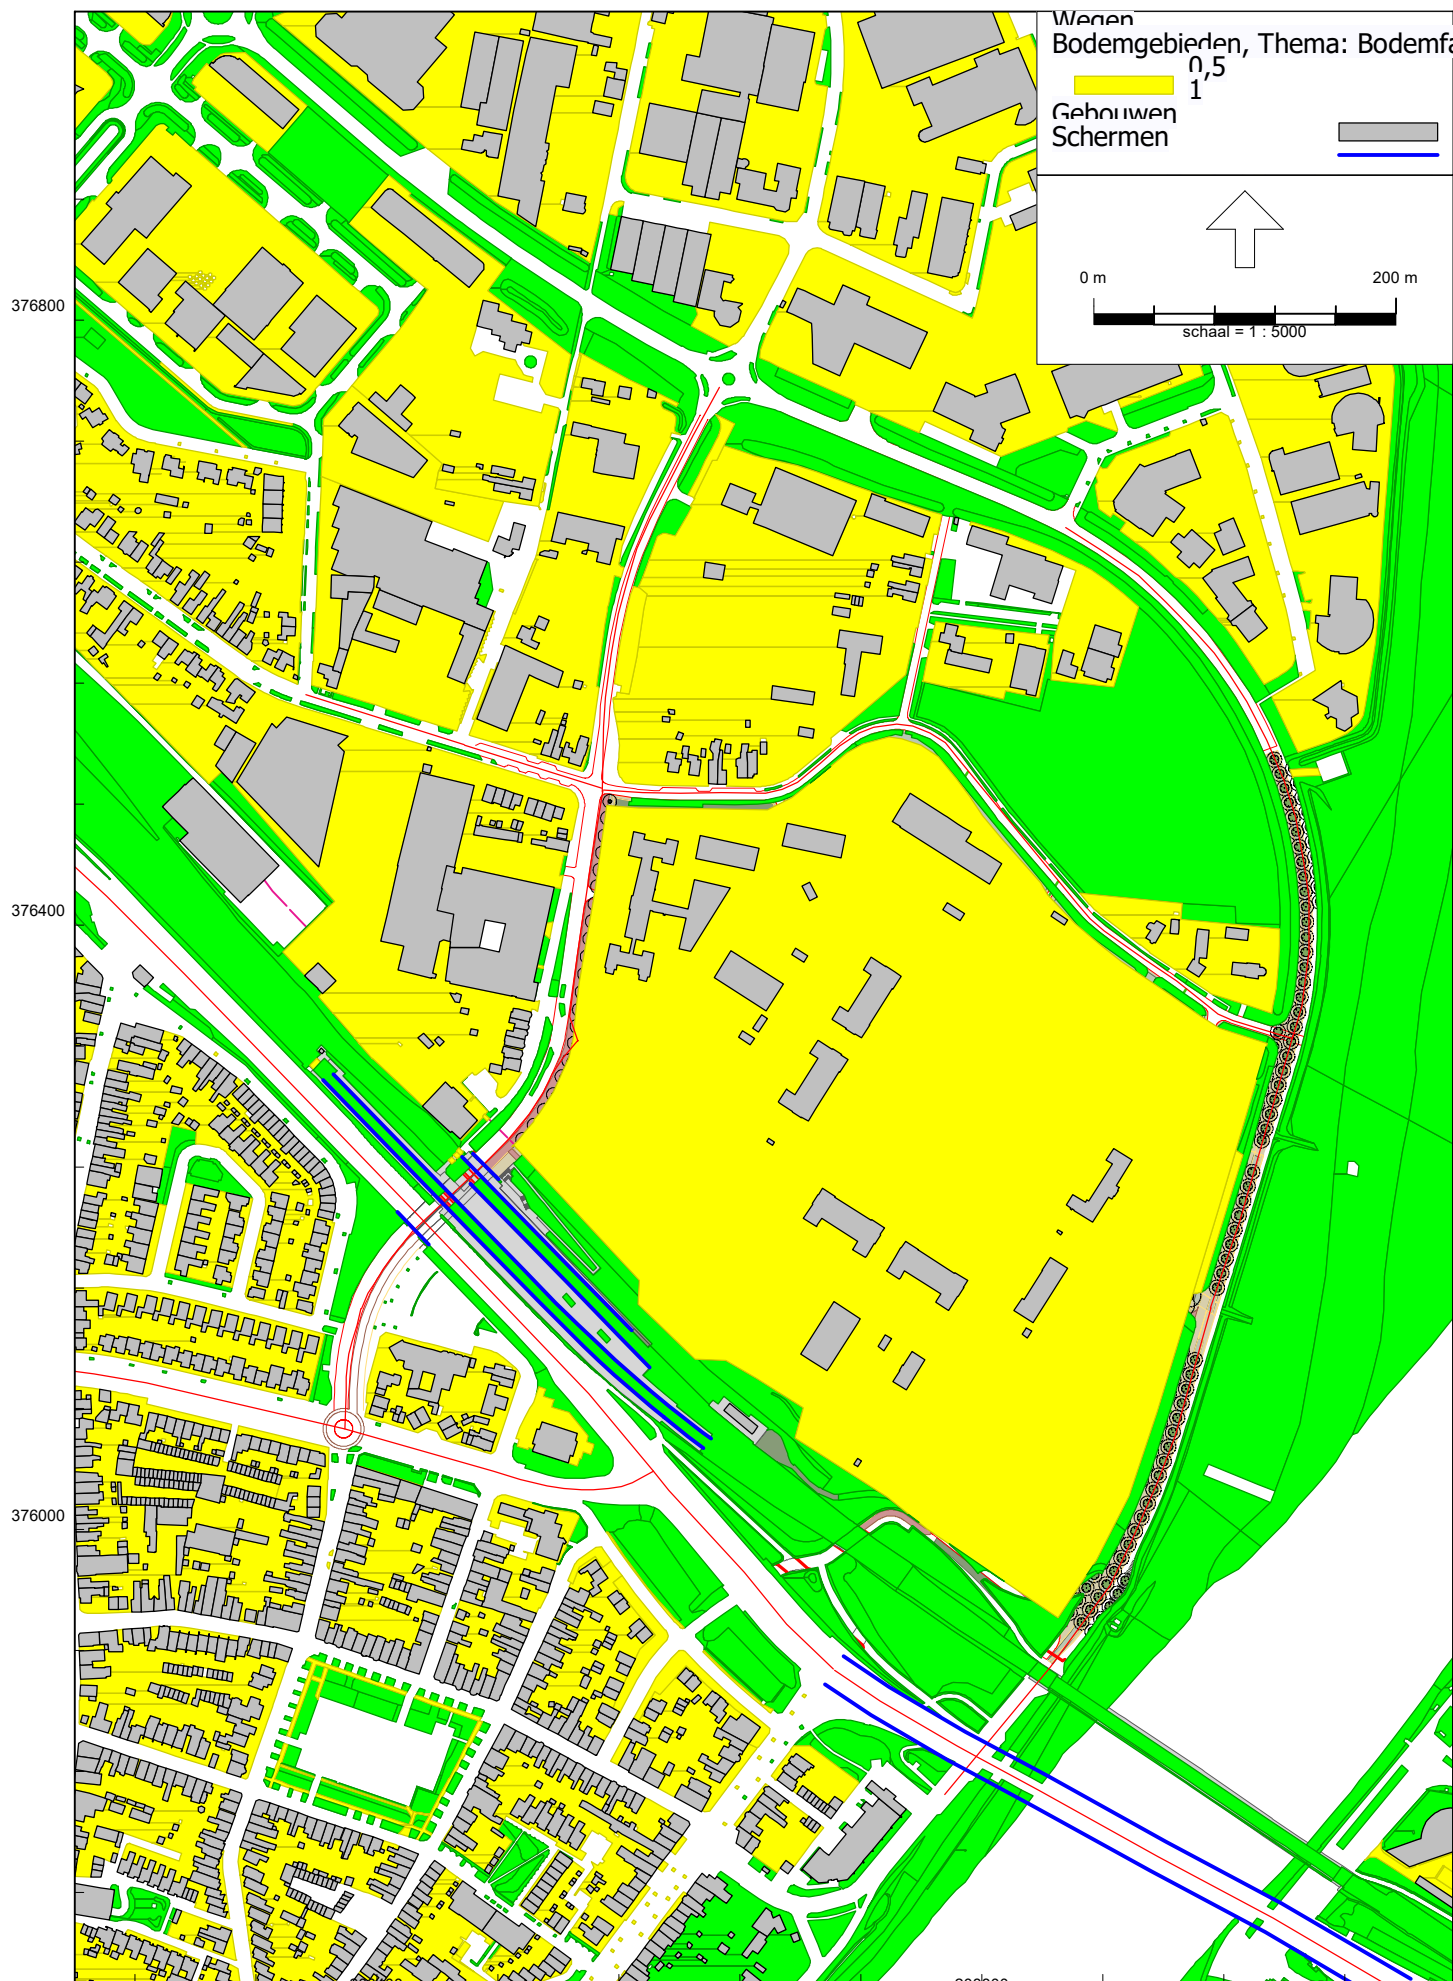 Wegen
Bodemgebieden, Thema: Bodemfa
0,5
1
Gebouwen
Schermen
0 m 200 m
schaal = 1 : 5000
376800
376400
376000